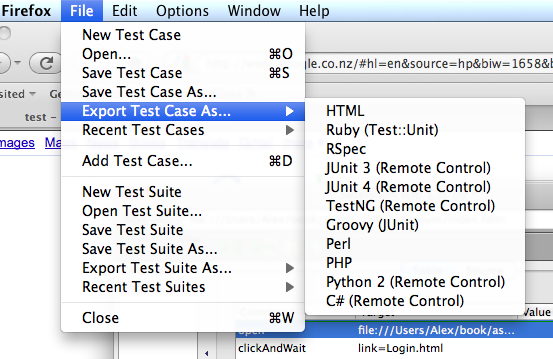 Firefox File Edit Options Window Help
New Test Case
Open... ⌘O
Save Test Case ⌘S
Save Test Case As...
Export Test Case As...
Recent Test Cases
Add Test Case... ⌘D
New Test Suite
Open Test Suite...
Save Test Suite
Save Test Suite As...
Export Test Suite As...
Recent Test Suites
Close ⌘W
HTML
Ruby (Test::Unit)
RSpec
JUnit 3 (Remote Control)
JUnit 4 (Remote Control)
TestNG (Remote Control)
Groovy (JUnit)
Perl
PHP
Python 2 (Remote Control)
C# (Remote Control)
gle.co.nz/#hl=en&source=hp&biw=1658&b
sited
G
test -
mages
Value
open file:///Users/Alex/book/as...
clickAndWait link=Login.html